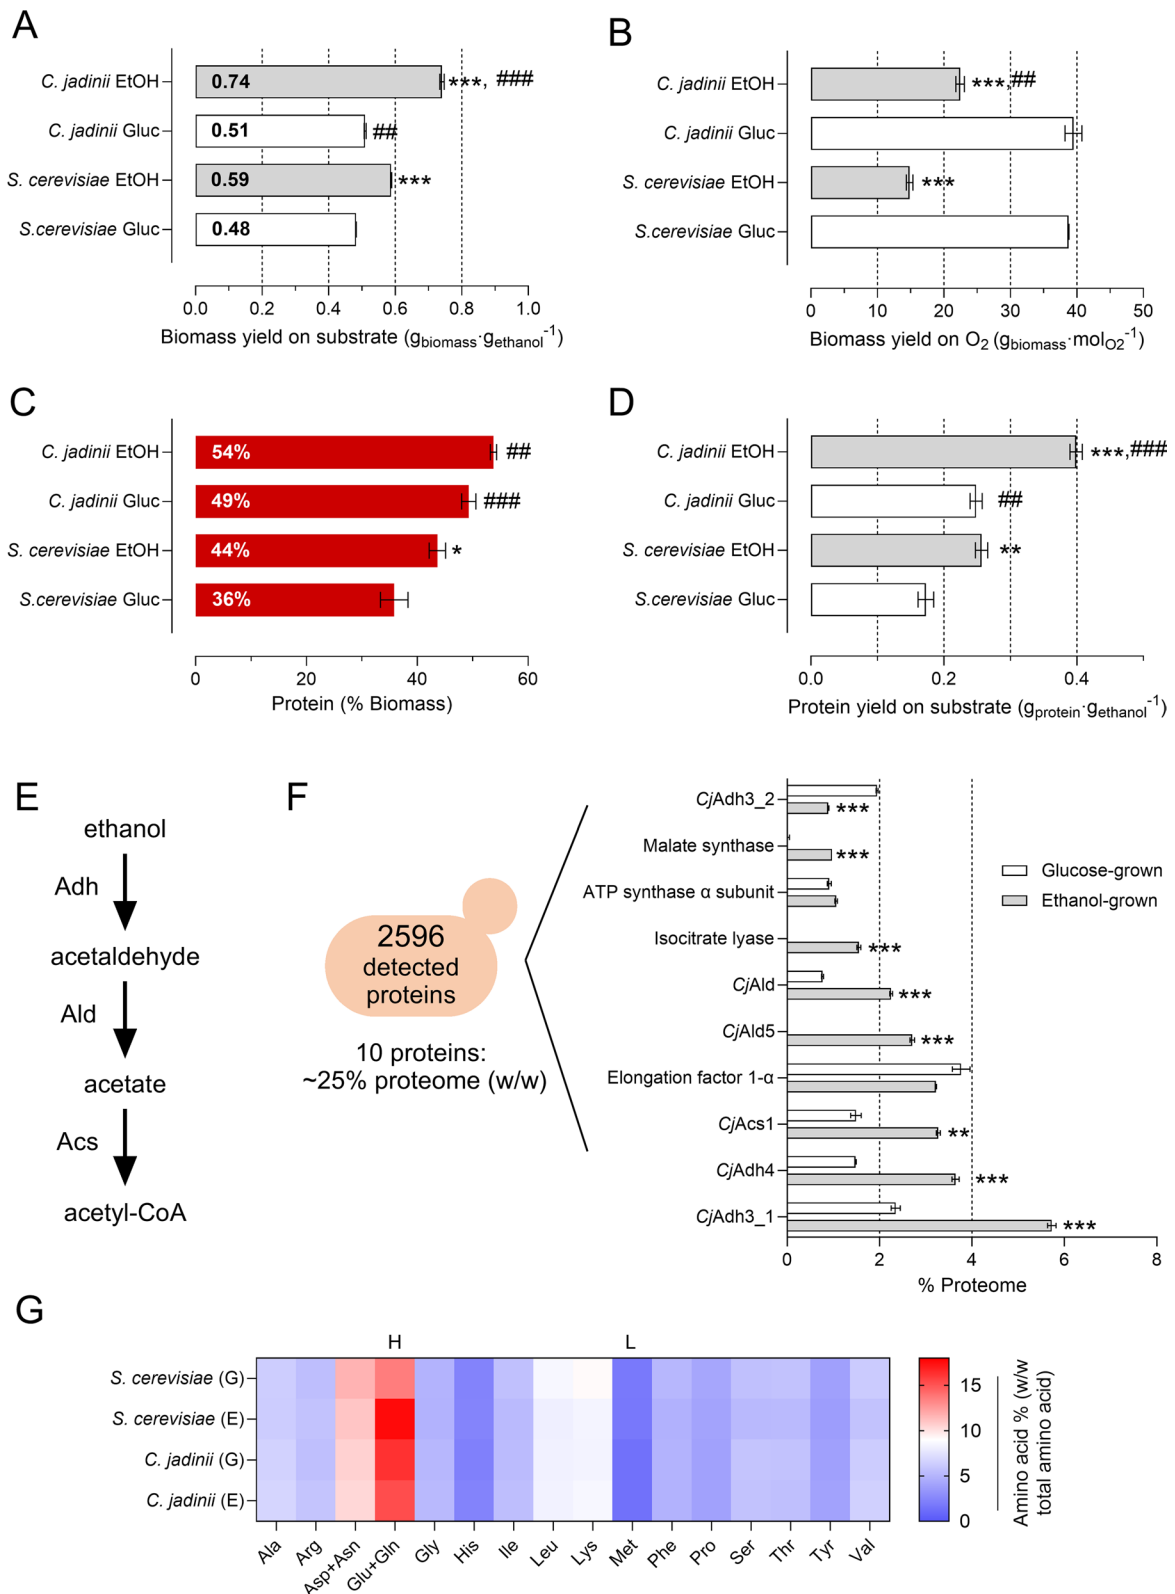 A
C. jadinii EtOH
C. jadinii Gluc
S. cerevisiae EtOH
S.cerevisiae Gluc
0.74
***, ###
0.51
##
0.59
***
0.48
0.0 0.2 0.4 0.6 0.8 1.0
Biomass yield on substrate (g_biomass·g_ethanol^-1)
B
C. jadinii EtOH
C. jadinii Gluc
S. cerevisiae EtOH
S.cerevisiae Gluc
***,##
***
0 10 20 30 40 50
Biomass yield on O2 (g_biomass·mol_O2^-1)
C
C. jadinii EtOH
C. jadinii Gluc
S. cerevisiae EtOH
S.cerevisiae Gluc
54%
##
49%
###
44%
*
36%
0 20 40 60
Protein (% Biomass)
D
C. jadinii EtOH
C. jadinii Gluc
S. cerevisiae EtOH
S.cerevisiae Gluc
***,###
##
**
0.0 0.2 0.4
Protein yield on substrate (g_protein·g_ethanol^-1)
E
ethanol
Adh
acetaldehyde
Ald
acetate
Acs
acetyl-CoA
F
2596
detected
proteins
10 proteins:
~25% proteome (w/w)
CjAdh3_2
***
Malate synthase
***
ATP synthase α subunit
Isocitrate lyase
***
CjAld
***
CjAld5
***
Elongation factor 1-α
CjAcs1
**
CjAdh4
***
CjAdh3_1
***
0 2 4 6 8
% Proteome
Glucose-grown
Ethanol-grown
G
H L
S. cerevisiae (G)
S. cerevisiae (E)
C. jadinii (G)
C. jadinii (E)
Ala Arg Asp+Asn Glu+Gln Gly His Ile Leu Lys Met Phe Pro Ser Thr Tyr Val
15
10
5
0
Amino acid % (w/w
total amino acid)